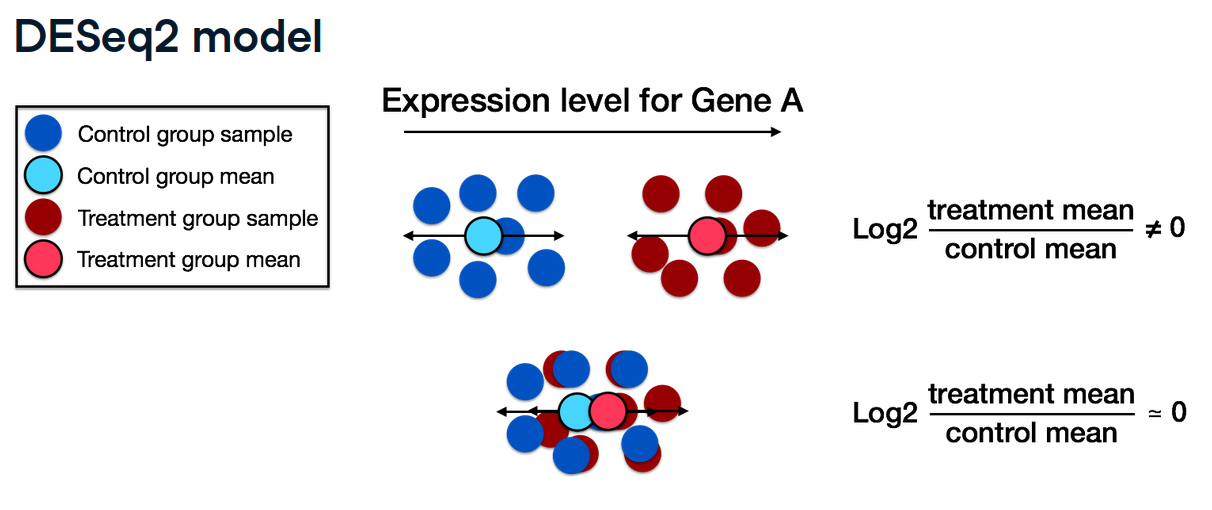 DESeq2 model
Expression level for Gene A
Control group sample
Control group mean
Treatment group sample
Treatment group mean
Log2 treatment mean / control mean ≠ 0
Log2 treatment mean / control mean ≃ 0